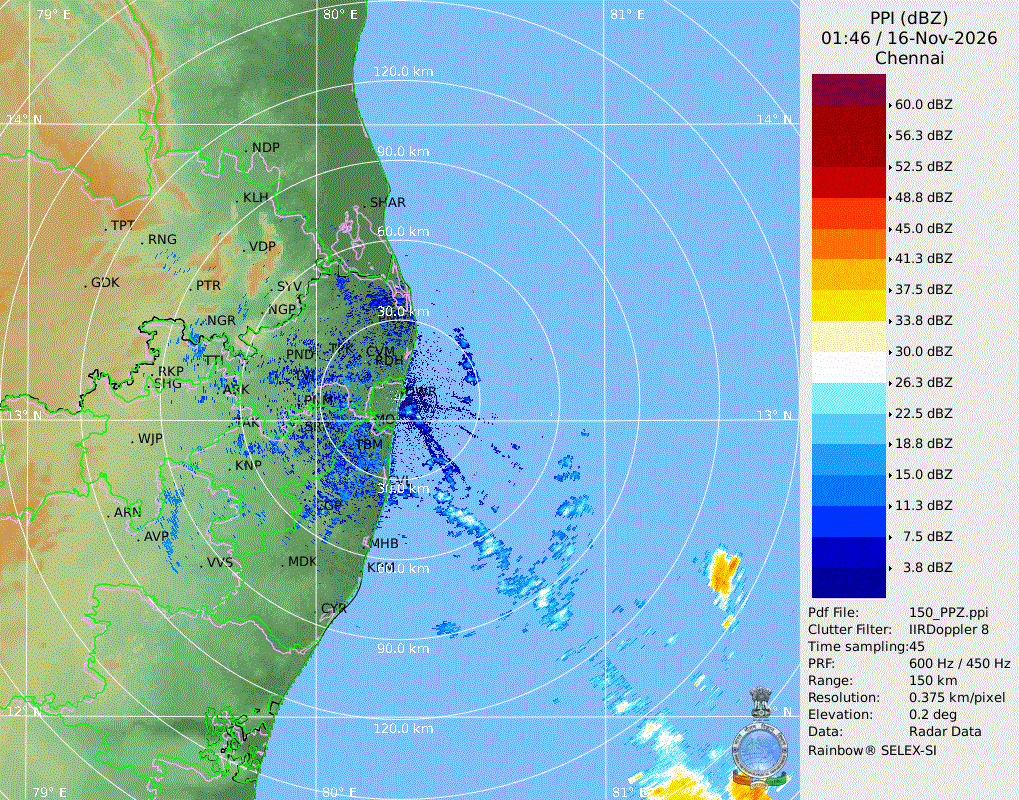 79° E
80° E
81° E
120.0 km
14° N
14° N
NDP
90.0 km
KLH
SHAR
TPT
RNG
60.0 km
VDP
GDK
PTR
SYV
NGP
30.0 km
NGR
PND
CVM
RDH
TTI
RKP
SHG
ARK
DWR
13° N
13° N
WJP
TBM
KNP
30.0 km
ARN
AVP
MHB
VVS
MDK
60.0 km
CYR
90.0 km
12° N
° N
120.0 km
79° E
80° E
81° E
PPI (dBZ)
01:46 / 16-Nov-2026
Chennai
60.0 dBZ
56.3 dBZ
52.5 dBZ
48.8 dBZ
45.0 dBZ
41.3 dBZ
37.5 dBZ
33.8 dBZ
30.0 dBZ
26.3 dBZ
22.5 dBZ
18.8 dBZ
15.0 dBZ
11.3 dBZ
7.5 dBZ
3.8 dBZ
Pdf File: 150_PPZ.ppi
Clutter Filter: IIRDoppler 8
Time sampling:45
PRF: 600 Hz / 450 Hz
Range: 150 km
Resolution: 0.375 km/pixel
Elevation: 0.2 deg
Data: Radar Data
Rainbow® SELEX-SI